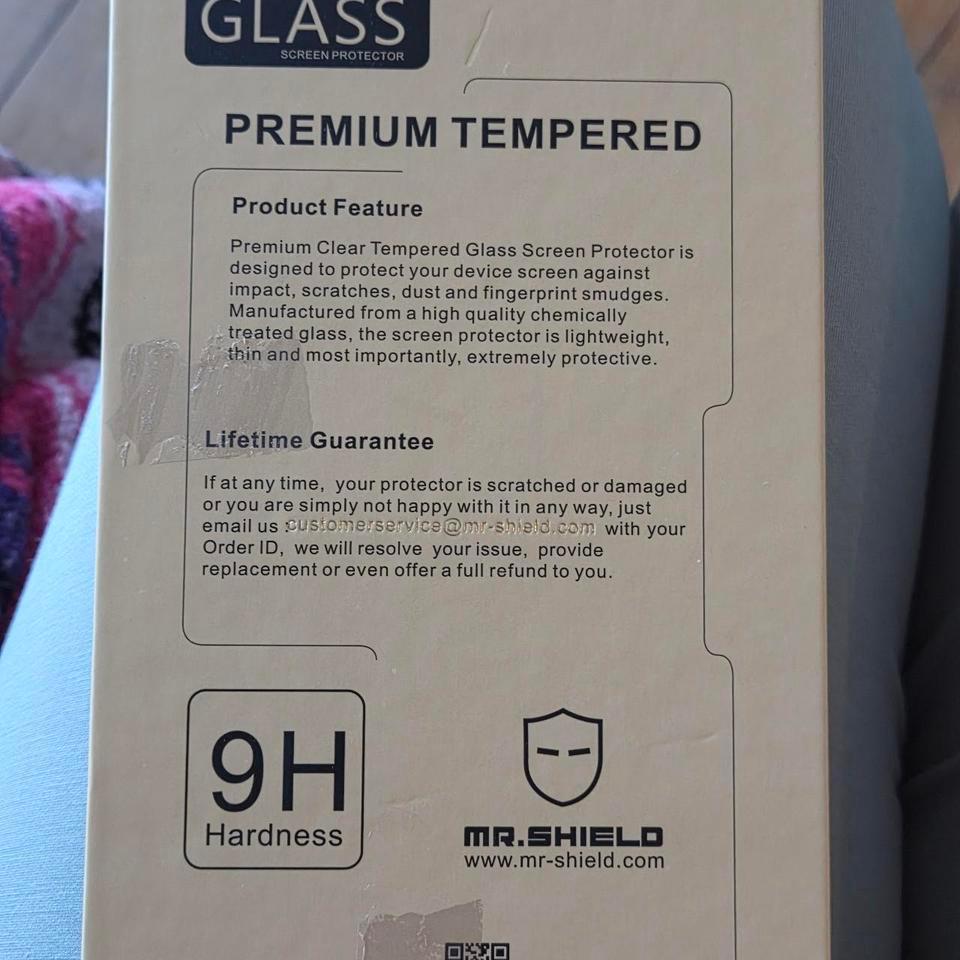 GLASS
SCREEN PROTECTOR
PREMIUM TEMPERED
Product Feature
Premium Clear Tempered Glass Screen Protector is
designed to protect your device screen against
impact, scratches, dust and fingerprint smudges.
Manufactured from a high quality chemically
treated glass, the screen protector is lightweight,
thin and most importantly, extremely protective.
Lifetime Guarantee
If at any time, your protector is scratched or damaged
or you are simply not happy with it in any way, just
email us :customerservice@mr-shield.com with your
Order ID, we will resolve your issue, provide
replacement or even offer a full refund to you.
9H
Hardness
MR.SHIELD
www.mr-shield.com